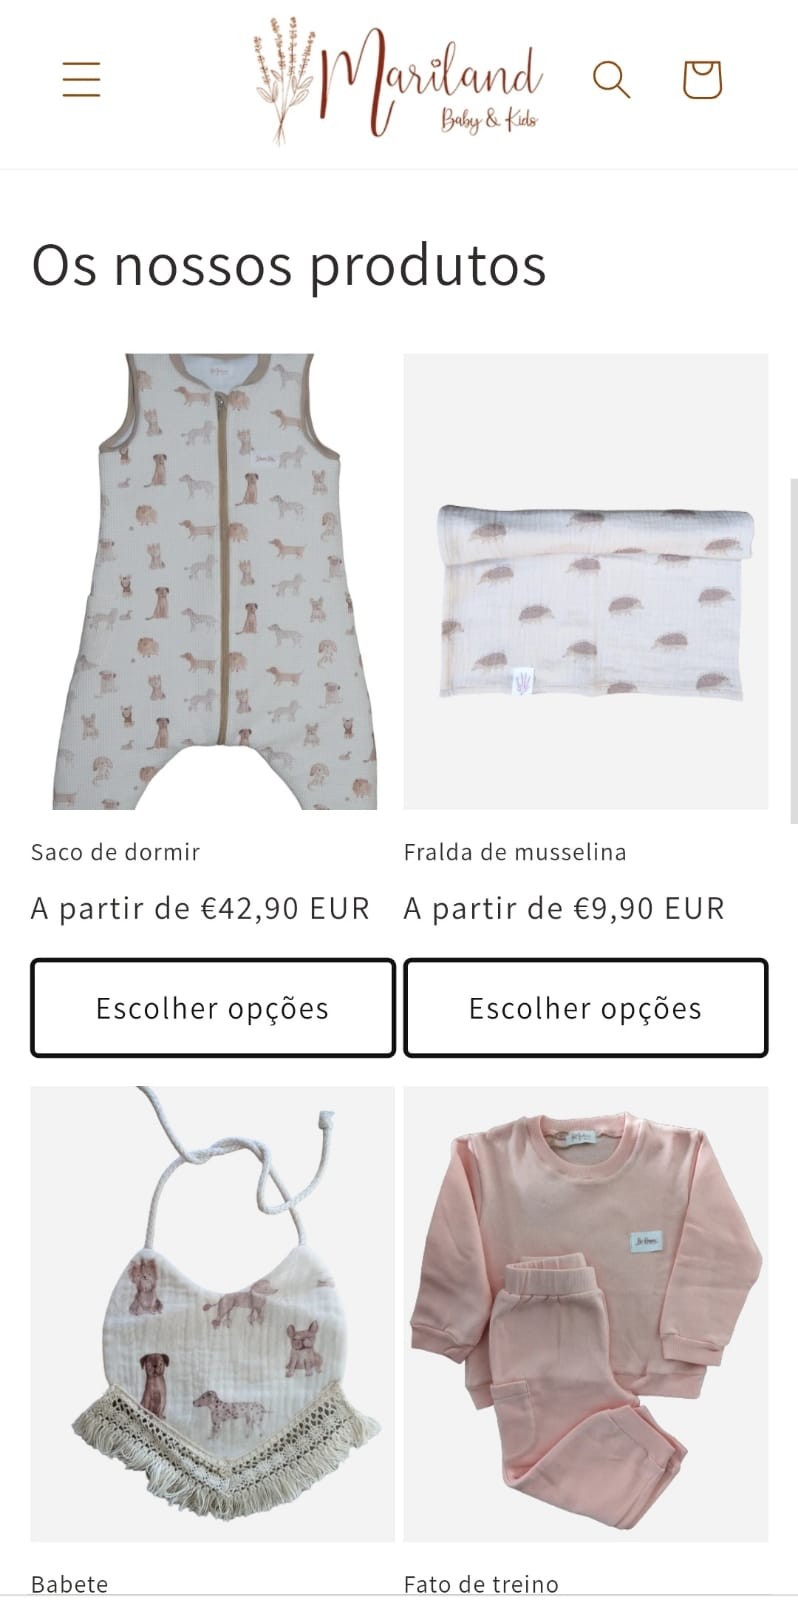 Mariland
Baby & Kids
Os nossos produtos
Saco de dormir
A partir de €42,90 EUR
Escolher opções
Fralda de musselina
A partir de €9,90 EUR
Escolher opções
Babete
Fato de treino